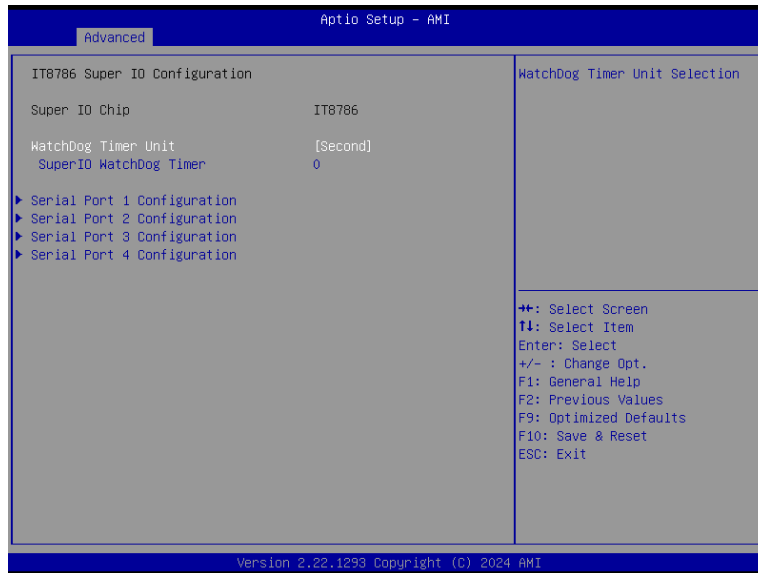 Aptio Setup – AMI
Advanced
IT8786 Super IO Configuration
Super IO Chip IT8786
WatchDog Timer Unit [Second]
SuperIO WatchDog Timer 0
Serial Port 1 Configuration
Serial Port 2 Configuration
Serial Port 3 Configuration
Serial Port 4 Configuration
WatchDog Timer Unit Selection
→←: Select Screen
↑↓: Select Item
Enter: Select
+/- : Change Opt.
F1: General Help
F2: Previous Values
F9: Optimized Defaults
F10: Save & Reset
ESC: Exit
Version 2.22.1293 Copyright (C) 2024 AMI